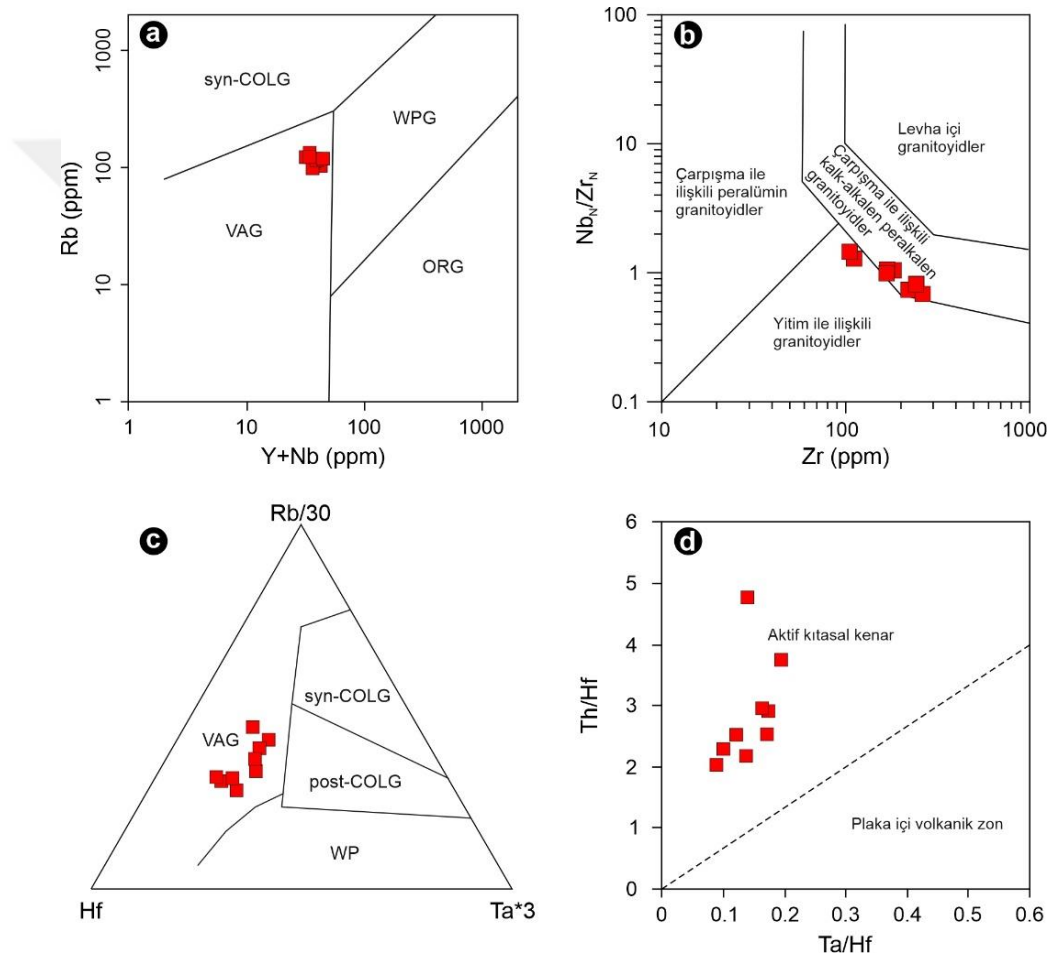 a
1000
100
10
1
Rb (ppm)
syn-COLG
WPG
VAG
ORG
1
10
100
1000
Y+Nb (ppm)
b
100
10
1
0.1
Nb_N/Zr_N
Levha içi
granitoyidler
Çarpışma ile
ilişkili peralümin
granitoyidler
Çarpışma ile ilişkili
kalk-alkalen peralkalen
granitoyidler
Yitim ile ilişkili
granitoyidler
10
100
1000
Zr (ppm)
c
Rb/30
syn-COLG
VAG
post-COLG
WP
Hf
Ta*3
d
6
5
4
3
2
1
0
Th/Hf
Aktif kıtasal kenar
Plaka içi volkanik zon
0
0.1
0.2
0.3
0.4
0.5
0.6
Ta/Hf